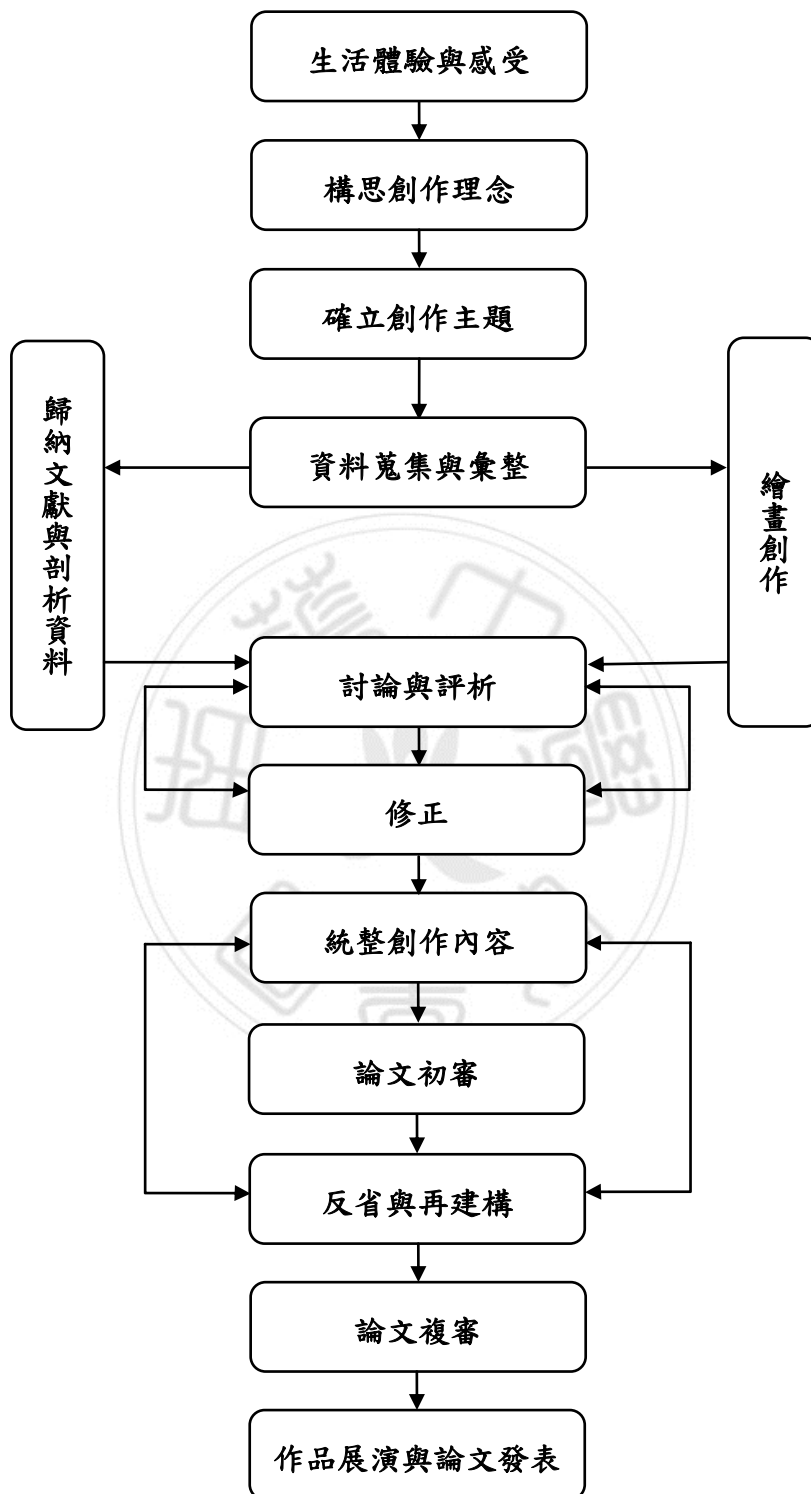 生活體驗與感受
構思創作理念
確立創作主題
資料蒐集與彙整
歸納文獻與剖析資料
繪畫創作
討論與評析
修正
統整創作內容
論文初審
反省與再建構
論文複審
作品展演與論文發表